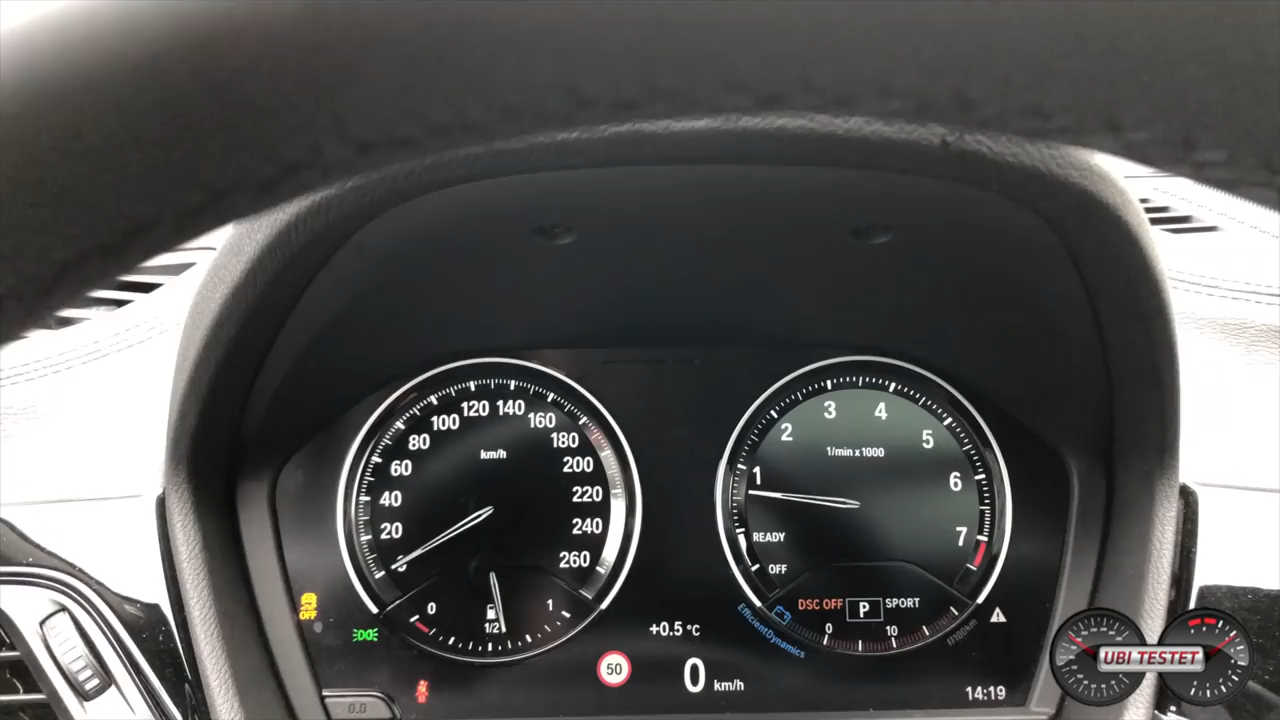 20
40
60
80
100
120
140
160
180
200
220
240
260
km/h
0
1/2
1
OFF
0.0
+0.5 °C
50
0 km/h
1
2
3
4
5
6
7
1/min x 1000
READY
OFF
DSC OFF P SPORT
0
10
EfficientDynamics
l/100km
14:19
UBI TESTET